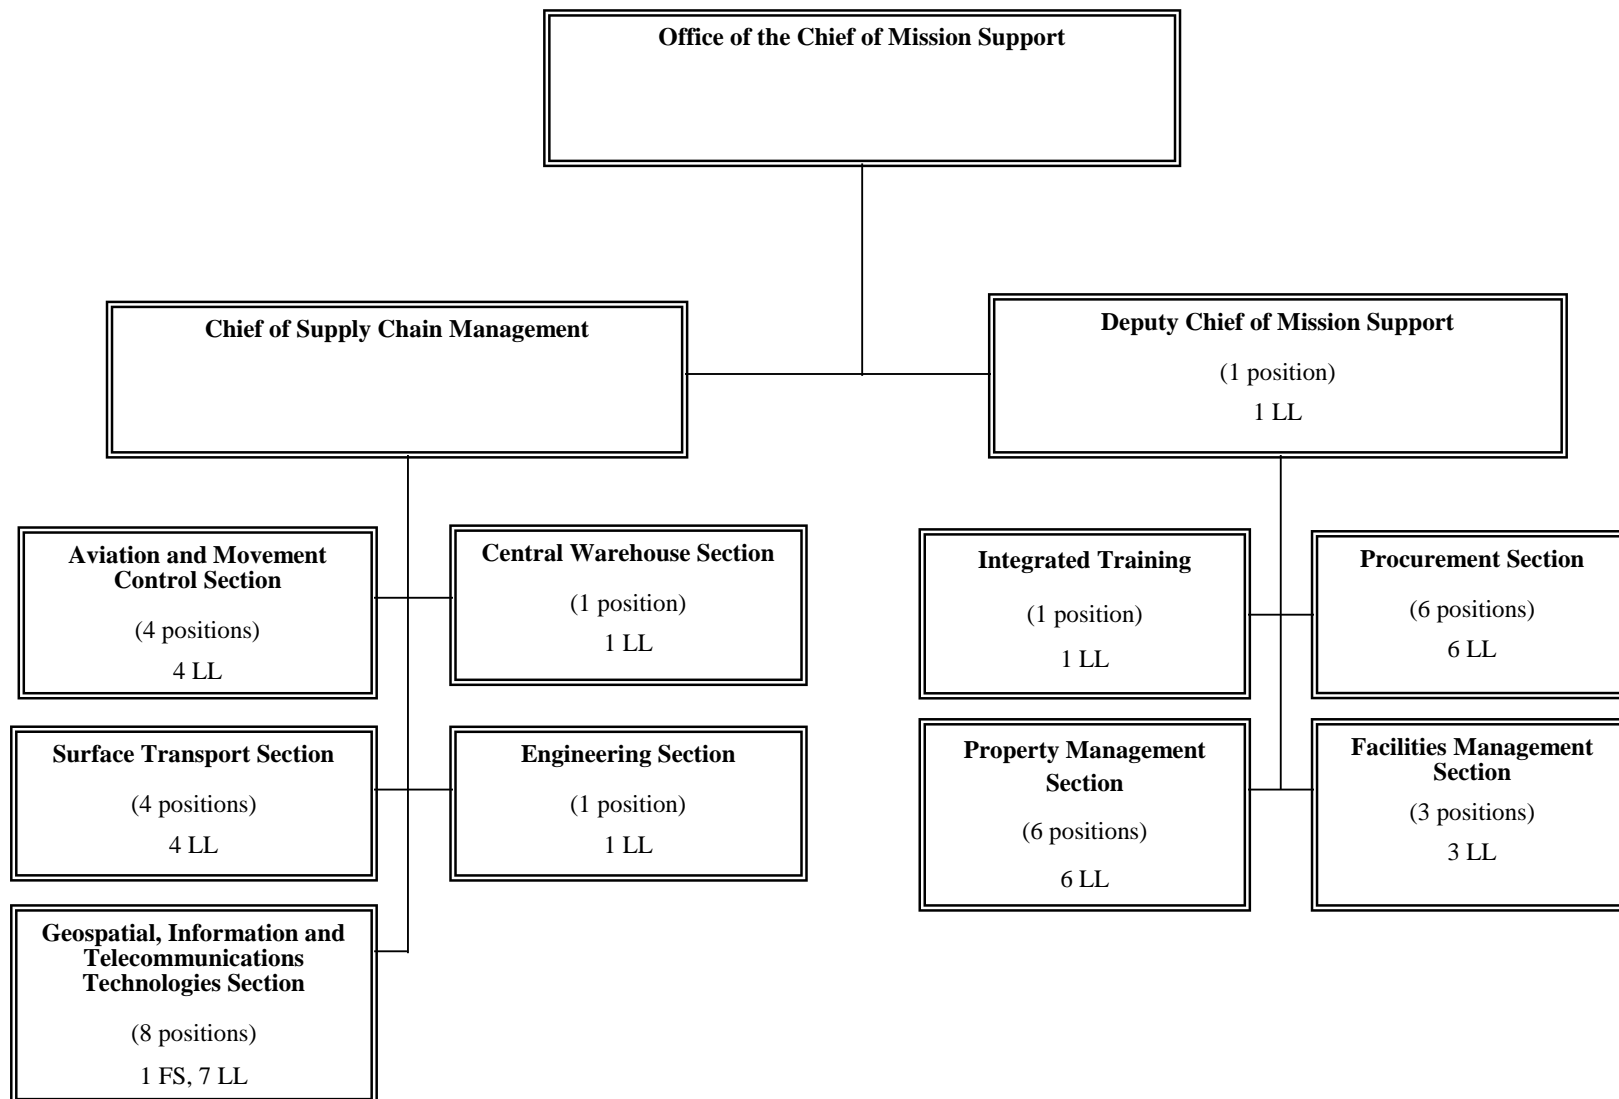 Office of the Chief of Mission Support
Chief of Supply Chain Management
Deputy Chief of Mission Support
(1 position)
1 LL
Aviation and Movement
Control Section
(4 positions)
4 LL
Central Warehouse Section
(1 position)
1 LL
Integrated Training
(1 position)
1 LL
Procurement Section
(6 positions)
6 LL
Surface Transport Section
(4 positions)
4 LL
Engineering Section
(1 position)
1 LL
Property Management
Section
(6 positions)
6 LL
Facilities Management
Section
(3 positions)
3 LL
Geospatial, Information and
Telecommunications
Technologies Section
(8 positions)
1 FS, 7 LL